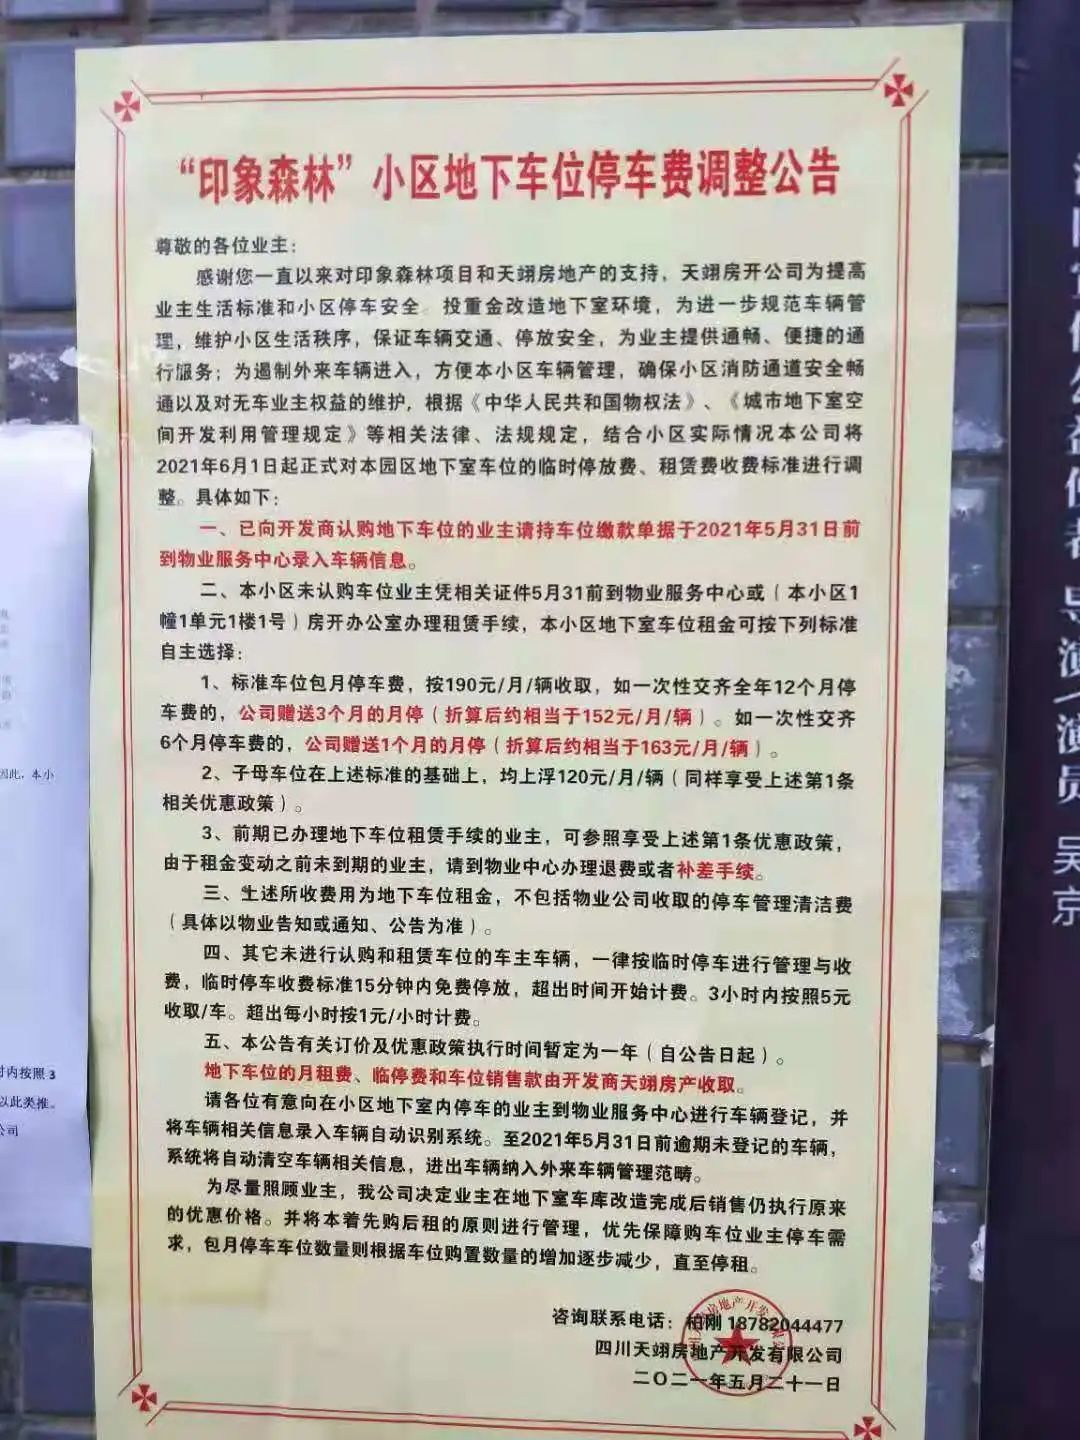 “印象森林”小区地下车位停车费调整公告
尊敬的各位业主：
感谢您一直以来对印象森林项目和天翊房地产的支持，天翊房开公司为提高
业主生活标准和小区停车安全。投重金改造地下室环境，为进一步规范车辆管
理，维护小区生活秩序，保证车辆交通、停放安全，为业主提供通畅、便捷的通
行服务；为遏制外来车辆进入，方便本小区车辆管理，确保小区消防通道安全畅
通以及对无车业主权益的维护，根据《中华人民共和国物权法》、《城市地下室空
间开发利用管理规定》等相关法律、法规规定，结合小区实际情况本公司将
2021年6月1日起正式对本园区地下室车位的临时停放费、租赁费收费标准进行调
整。具体如下：
一、已向开发商认购地下车位的业主请持车位缴款单据于2021年5月31日前
到物业服务中心录入车辆信息。
二、本小区未认购车位业主凭相关证件5月31前到物业服务中心或（本小区1
幢1单元1楼1号）房开办公室办理租赁手续，本小区地下室车位租金可按下列标准
自主选择：
1、标准车位包月停车费，按190元/月/辆收取，如一次性交齐全年12个月停
车费的，公司赠送3个月的月停（折算后约相当于152元/月/辆）。如一次性交齐
6个月停车费的，公司赠送1个月的月停（折算后约相当于163元/月/辆）。
2、子母车位在上述标准的基础上，均上浮120元/月/辆（同样享受上述第1条
相关优惠政策）。
3、前期已办理地下车位租赁手续的业主，可参照享受上述第1条优惠政策，
由于租金变动之前未到期的业主，请到物业中心办理退费或者补差手续。
三、上述所收费用为地下车位租金，不包括物业公司收取的停车管理清洁费
（具体以物业告知或通知、公告为准）。
四、其它未进行认购和租赁车位的车主车辆，一律按临时停车进行管理与收
费，临时停车收费标准15分钟内免费停放，超出时间开始计费。3小时内按照5元
收取/车。超出每小时按1元/小时计费。
五、本公告有关订价及优惠政策执行时间暂定为一年（自公告日起）。
地下车位的月租费、临停费和车位销售款由开发商天翊房产收取。
请各位有意向在小区地下室内停车的业主到物业服务中心进行车辆登记，并
将车辆相关信息录入车辆自动识别系统。至2021年5月31日前逾期未登记的车辆，
系统将自动清空车辆相关信息，进出车辆纳入外来车辆管理范畴。
为尽量照顾业主，我公司决定业主在地下室车库改造完成后销售仍执行原来
的优惠价格。并将本着先购后租的原则进行管理，优先保障购车位业主停车需
求，包月停车车位数量则根据车位购置数量的增加逐步减少，直至停租。
咨询联系电话：柏刚 18782044477
四川天翊房地产开发有限公司
二〇二一年五月二十一日
因此，本小
时内按照3
以此类推。
公司
导演/演员 吴京